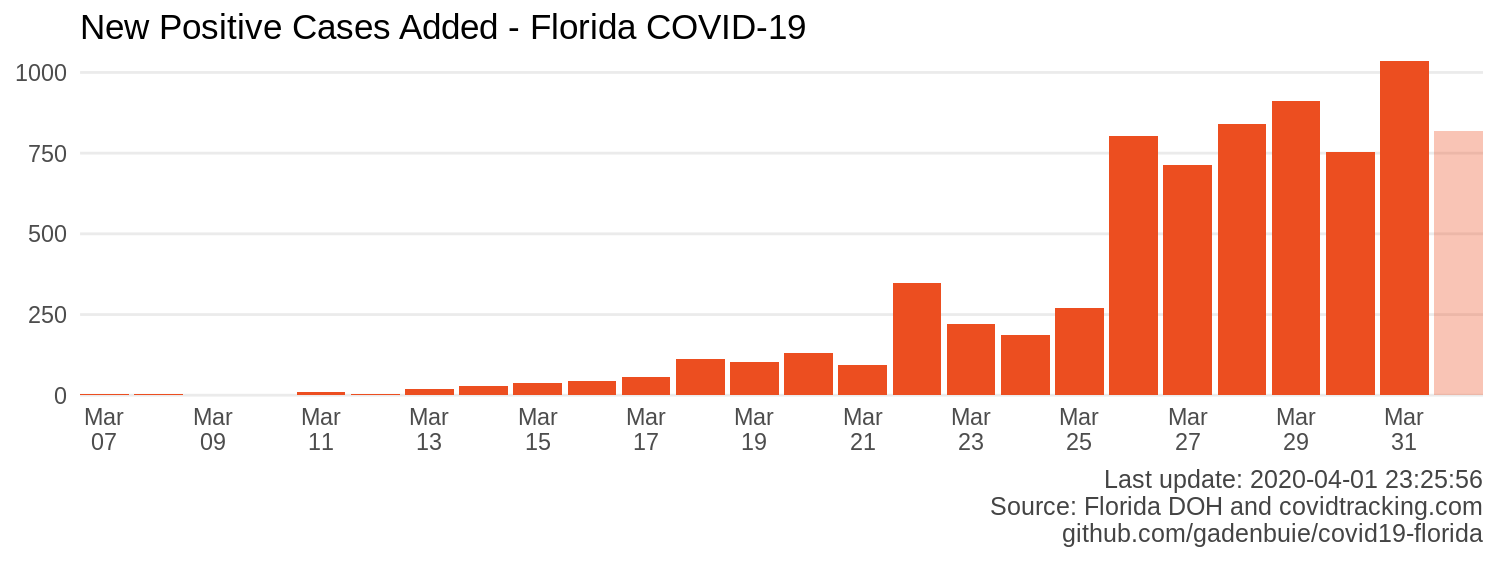 New Positive Cases Added - Florida COVID-19
1000
750
500
250
0
Mar Mar Mar Mar Mar Mar Mar Mar Mar Mar Mar Mar Mar
07 09 11 13 15 17 19 21 23 25 27 29 31
Last update: 2020-04-01 23:25:56
Source: Florida DOH and covidtracking.com
github.com/gadenbuie/covid19-florida